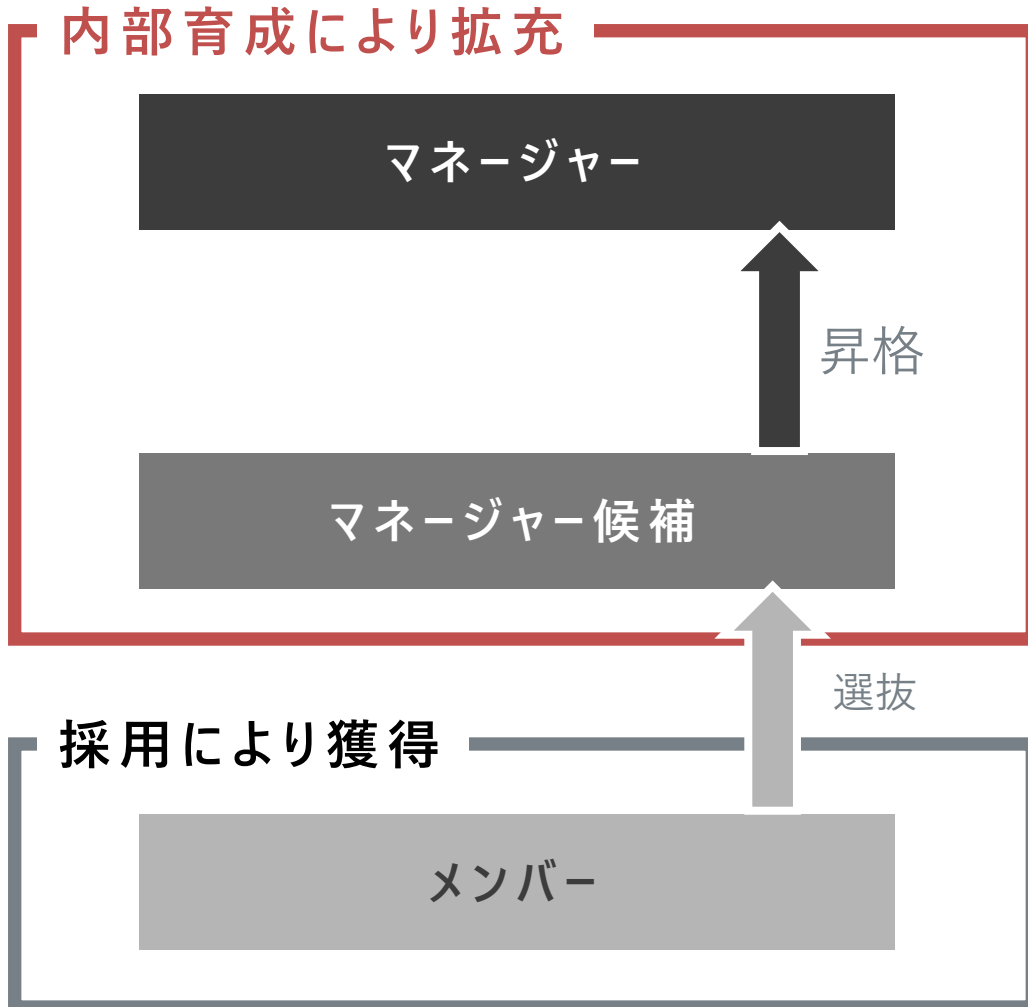 内部育成により拡充
マネージャー
昇格
マネージャー候補
選抜
採用により獲得
メンバー